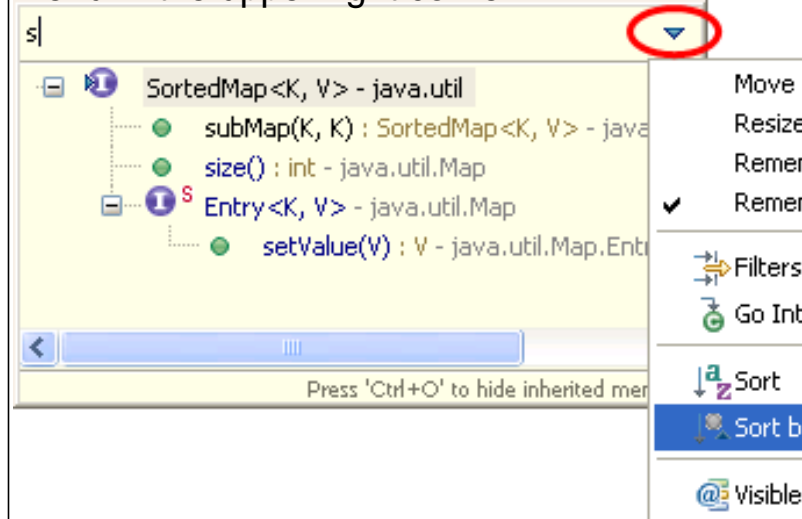 s
SortedMap<K, V> - java.util
subMap(K, K) : SortedMap<K, V> - java
size() : int - java.util.Map
S
Entry<K, V> - java.util.Map
setValue(V) : V - java.util.Map.Entr
Press 'Ctrl+O' to hide inherited mer
Move
Resize
Remer
Remer
Filters
Go Int
Sort
Sort b
Visible